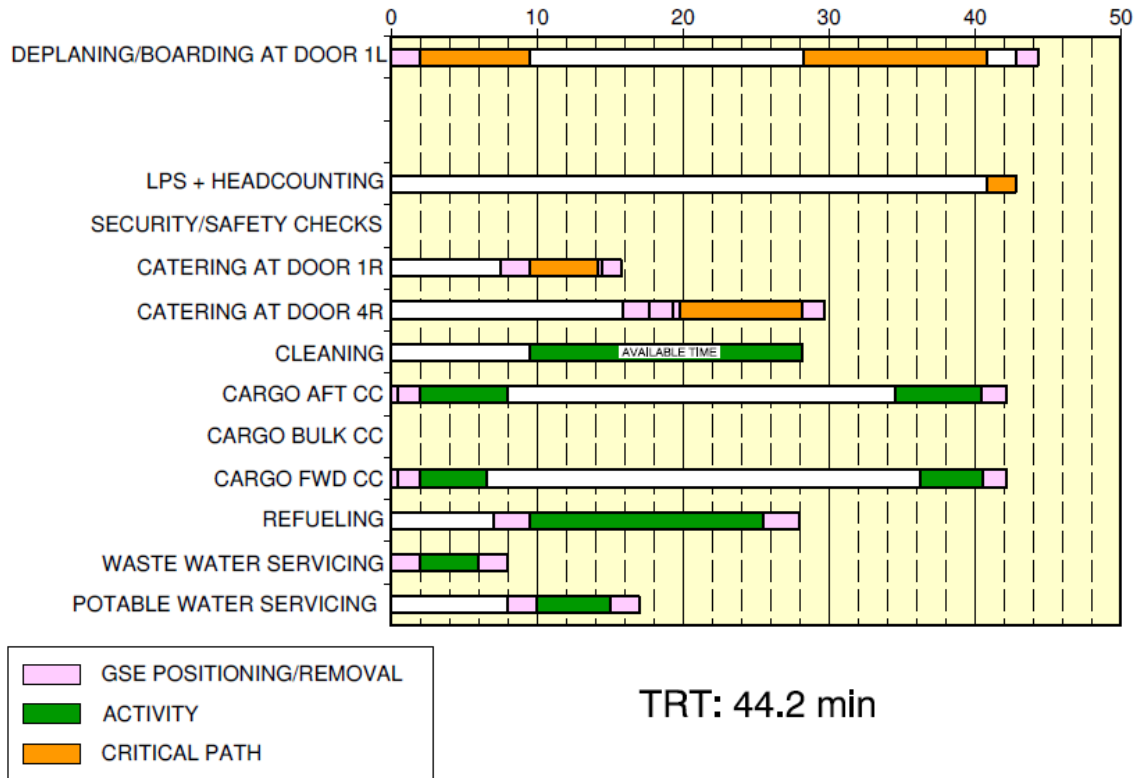 0 10 20 30 40 50
DEPLANING/BOARDING AT DOOR 1L
LPS + HEADCOUNTING
SECURITY/SAFETY CHECKS
CATERING AT DOOR 1R
CATERING AT DOOR 4R
CLEANING
AVAILABLE TIME
CARGO AFT CC
CARGO BULK CC
CARGO FWD CC
REFUELING
WASTE WATER SERVICING
POTABLE WATER SERVICING
GSE POSITIONING/REMOVAL
ACTIVITY
CRITICAL PATH
TRT: 44.2 min